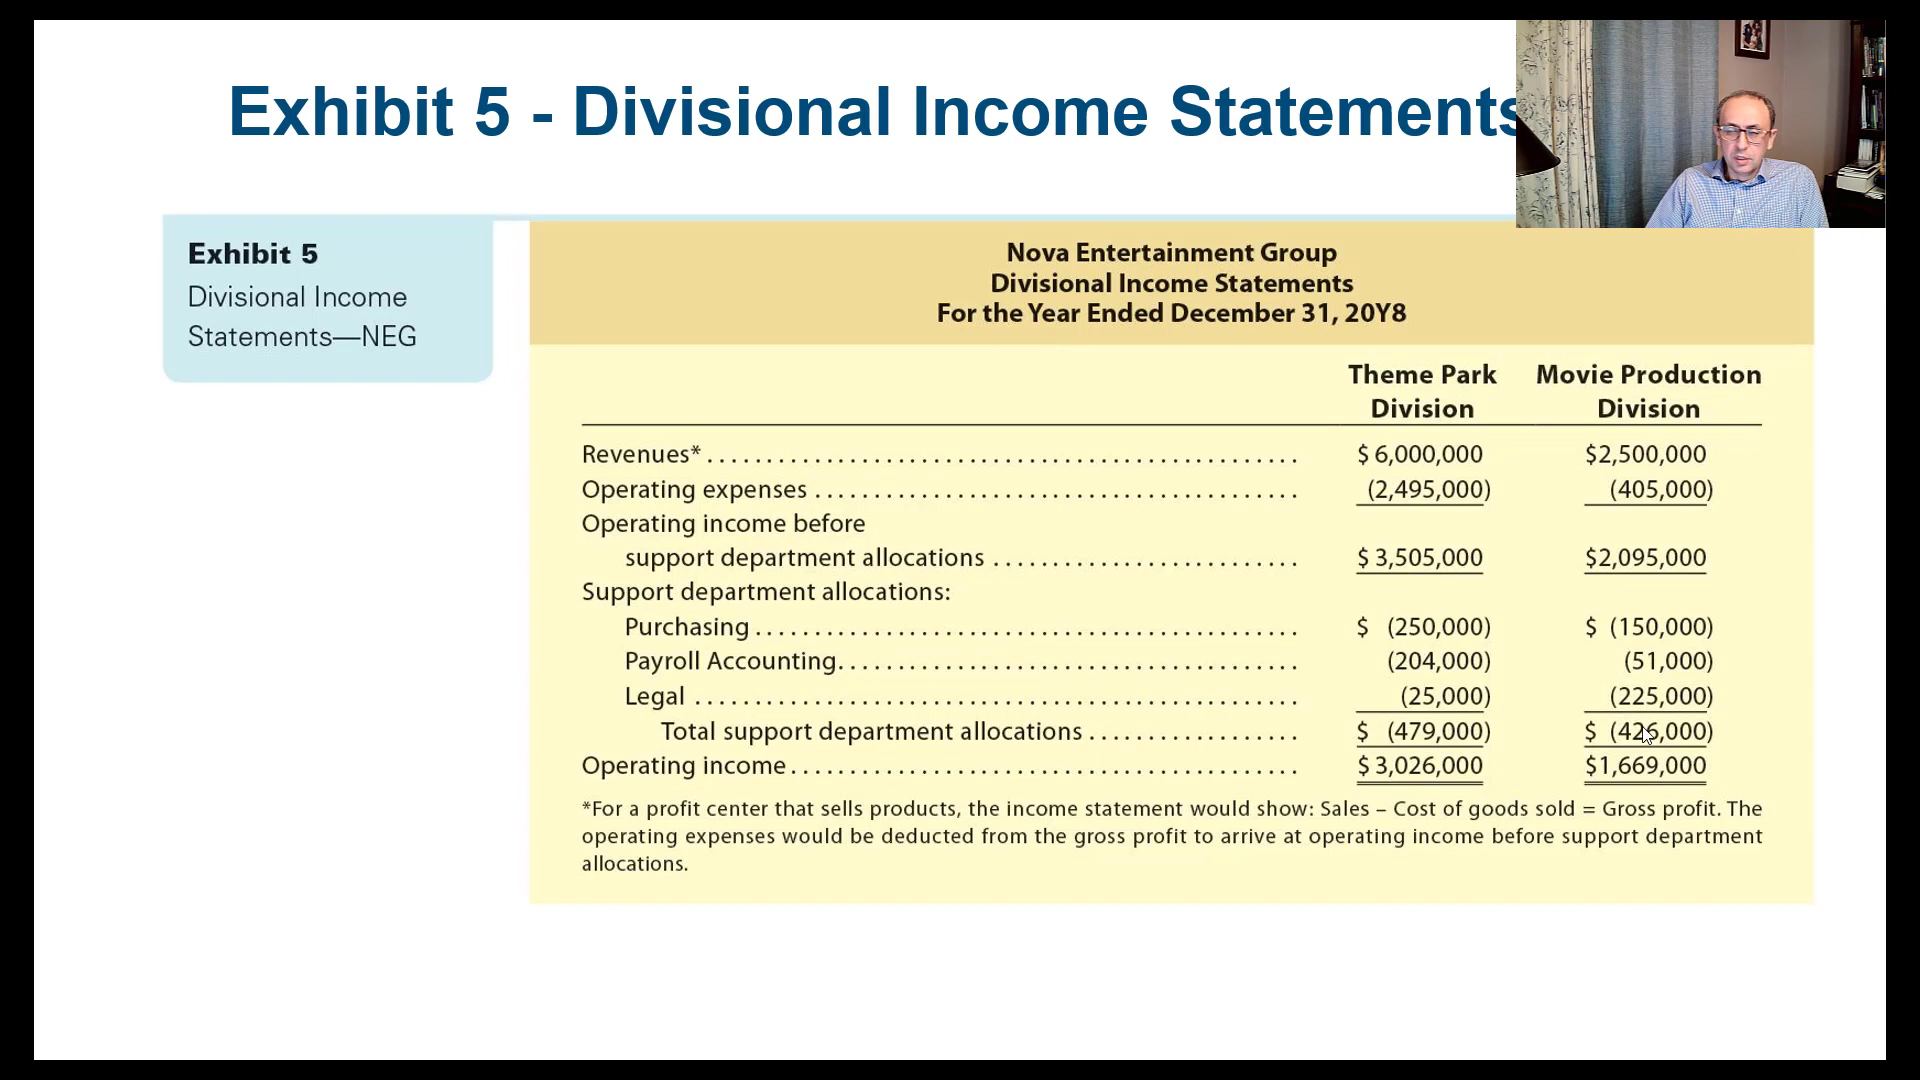 Exhibit 5 - Divisional Income Statements
Exhibit 5
Divisional Income
Statements—NEG
Nova Entertainment Group
Divisional Income Statements
For the Year Ended December 31, 20Y8
Theme Park Movie Production
Division Division
Revenues* $ 6,000,000 $2,500,000
Operating expenses (2,495,000) (405,000)
Operating income before
support department allocations $ 3,505,000 $2,095,000
Support department allocations:
Purchasing $ (250,000) $ (150,000)
Payroll Accounting (204,000) (51,000)
Legal (25,000) (225,000)
Total support department allocations $ (479,000) $ (426,000)
Operating income $ 3,026,000 $1,669,000
*For a profit center that sells products, the income statement would show: Sales – Cost of goods sold = Gross profit. The
operating expenses would be deducted from the gross profit to arrive at operating income before support department
allocations.